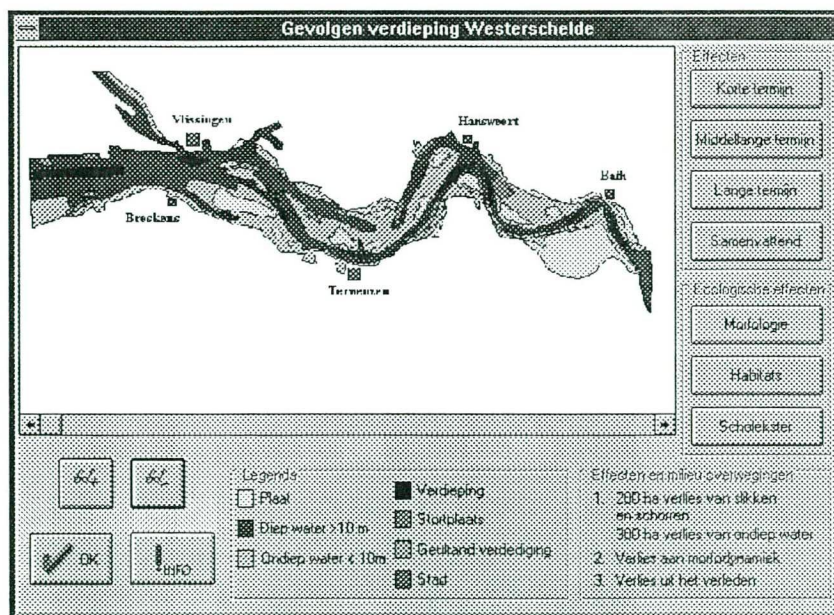 Gevolgen verdieping Westerschelde
Vlissingen
Hansweert
Bath
Breskens
Terneuzen
Effecten
Korte termijn
Middellange termijn
Lange termijn
Samenvattend
Ecologische effecten
Morfologie
Habitats
Scholekster
OK
INFO
Legenda
Plaat
Diep water >10 m
Ondiep water < 10m
Verdieping
Stortplaats
Geulrand verdediging
Stad
Effecten en milieu overwegingen
1. 200 ha verlies van slikken
en schorren
300 ha verlies van ondiep water
2. Verlies aan morfodynamiek
3. Verlies uit het verleden